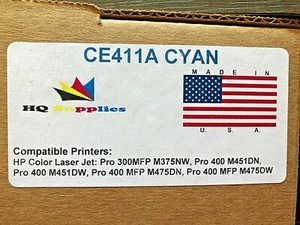 CE411A CYAN
MADE IN
HQ Supplies
U.S.A.
Compatible Printers:
HP Color Laser Jet: Pro 300MFP M375NW, Pro 400 M451DN,
Pro 400 M451DW, Pro 400 MFP M475DN, Pro 400 MFP M475DW